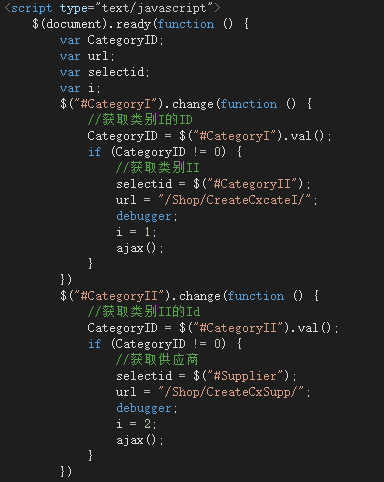 <script type="text/javascript">
    $(document).ready(function () {
        var CategoryID;
        var url;
        var selectid;
        var i;
        $("#CategoryI").change(function () {
            //获取类别I的ID
            CategoryID = $("#CategoryI").val();
            if (CategoryID != 0) {
                //获取类别II
                selectid = $("#CategoryII");
                url = "/Shop/CreateCxcateI/";
                debugger;
                i = 1;
                ajax();
            }
        })
        $("#CategoryII").change(function () {
            //获取类别II的Id
            CategoryID = $("#CategoryII").val();
            if (CategoryID != 0) {
                //获取供应商
                selectid = $("#Supplier");
                url = "/Shop/CreateCxSupp/";
                debugger;
                i = 2;
                ajax();
            }
        })